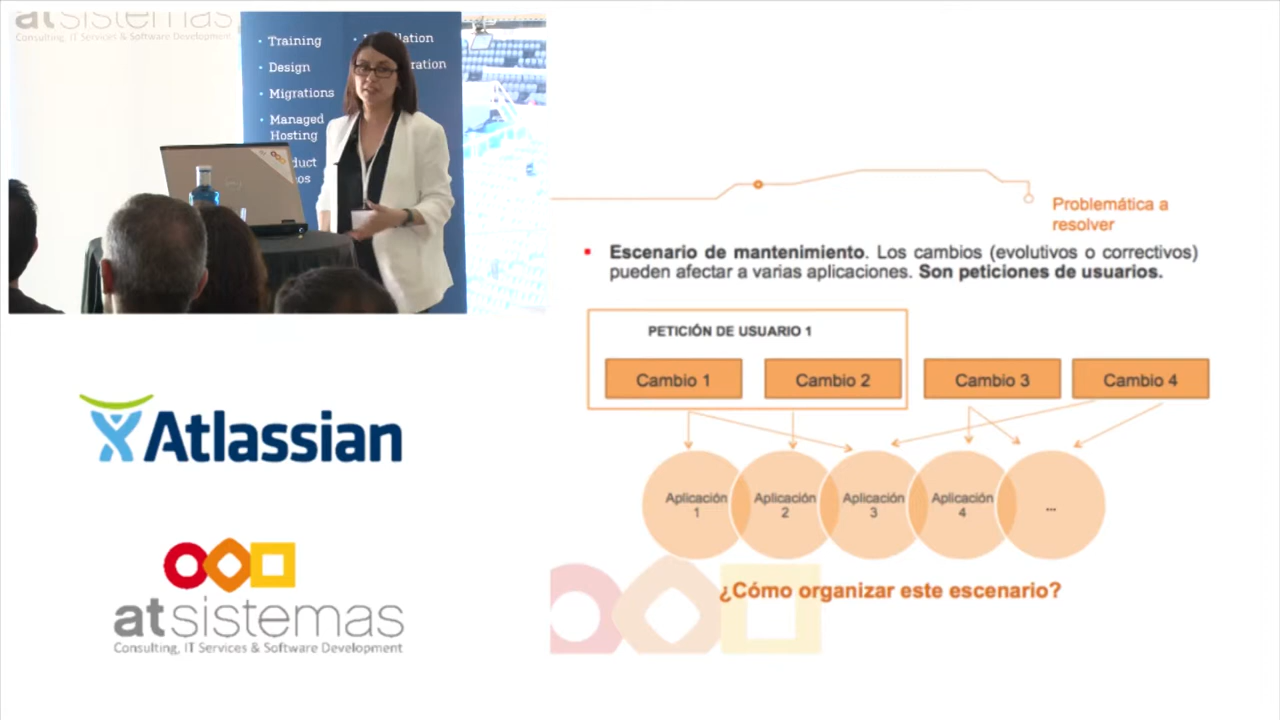 atsistemas
Consulting, IT Services & Software Development
• Training
• Design
• Migrations
• Managed
Hosting
Problemática a
resolver
• Escenario de mantenimiento. Los cambios (evolutivos o correctivos)
pueden afectar a varias aplicaciones. Son peticiones de usuarios.
PETICIÓN DE USUARIO 1
Cambio 1
Cambio 2
Cambio 3
Cambio 4
Aplicación
1
Aplicación
2
Aplicación
3
Aplicación
4
...
¿Cómo organizar este escenario?
Atlassian
atsistemas
Consulting, IT Services & Software Development